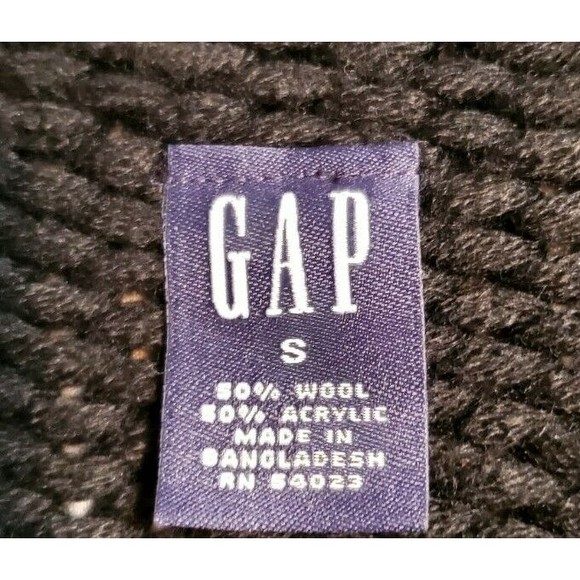 GAP
S
50% WOOL
50% ACRYLIC
MADE IN
BANGLADESH
RN 54023